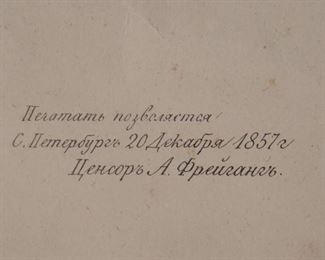 Печатать позволяется
С. Петербургъ 20 Декабря 1857 г
Ценсоръ А. Фрейгангъ.